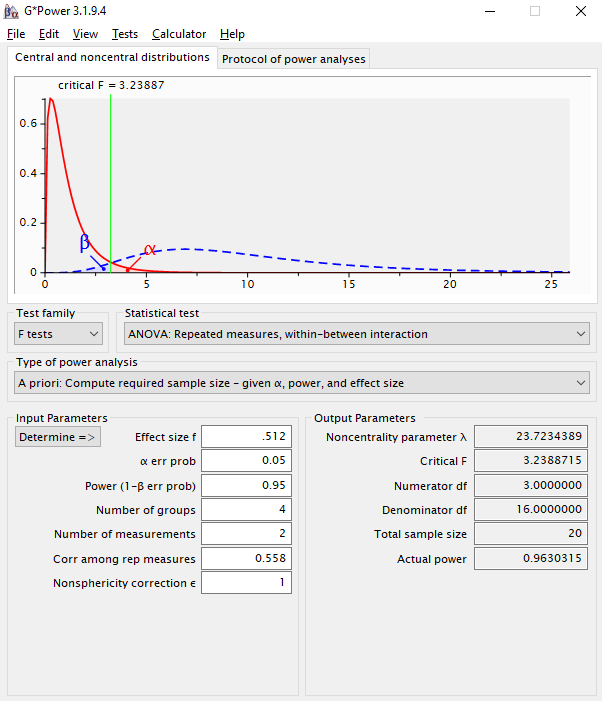 G*Power 3.1.9.4
File Edit View Tests Calculator Help
Central and noncentral distributions Protocol of power analyses
critical F = 3.23887
0.6
0.4
0.2
0
β α
0 5 10 15 20 25
Test family Statistical test
F tests ANOVA: Repeated measures, within-between interaction
Type of power analysis
A priori: Compute required sample size - given α, power, and effect size
Input Parameters Output Parameters
Determine => Effect size f .512 Noncentrality parameter λ 23.7234389
α err prob 0.05 Critical F 3.2388715
Power (1-β err prob) 0.95 Numerator df 3.0000000
Number of groups 4 Denominator df 16.0000000
Number of measurements 2 Total sample size 20
Corr among rep measures 0.558 Actual power 0.9630315
Nonsphericity correction ϵ 1